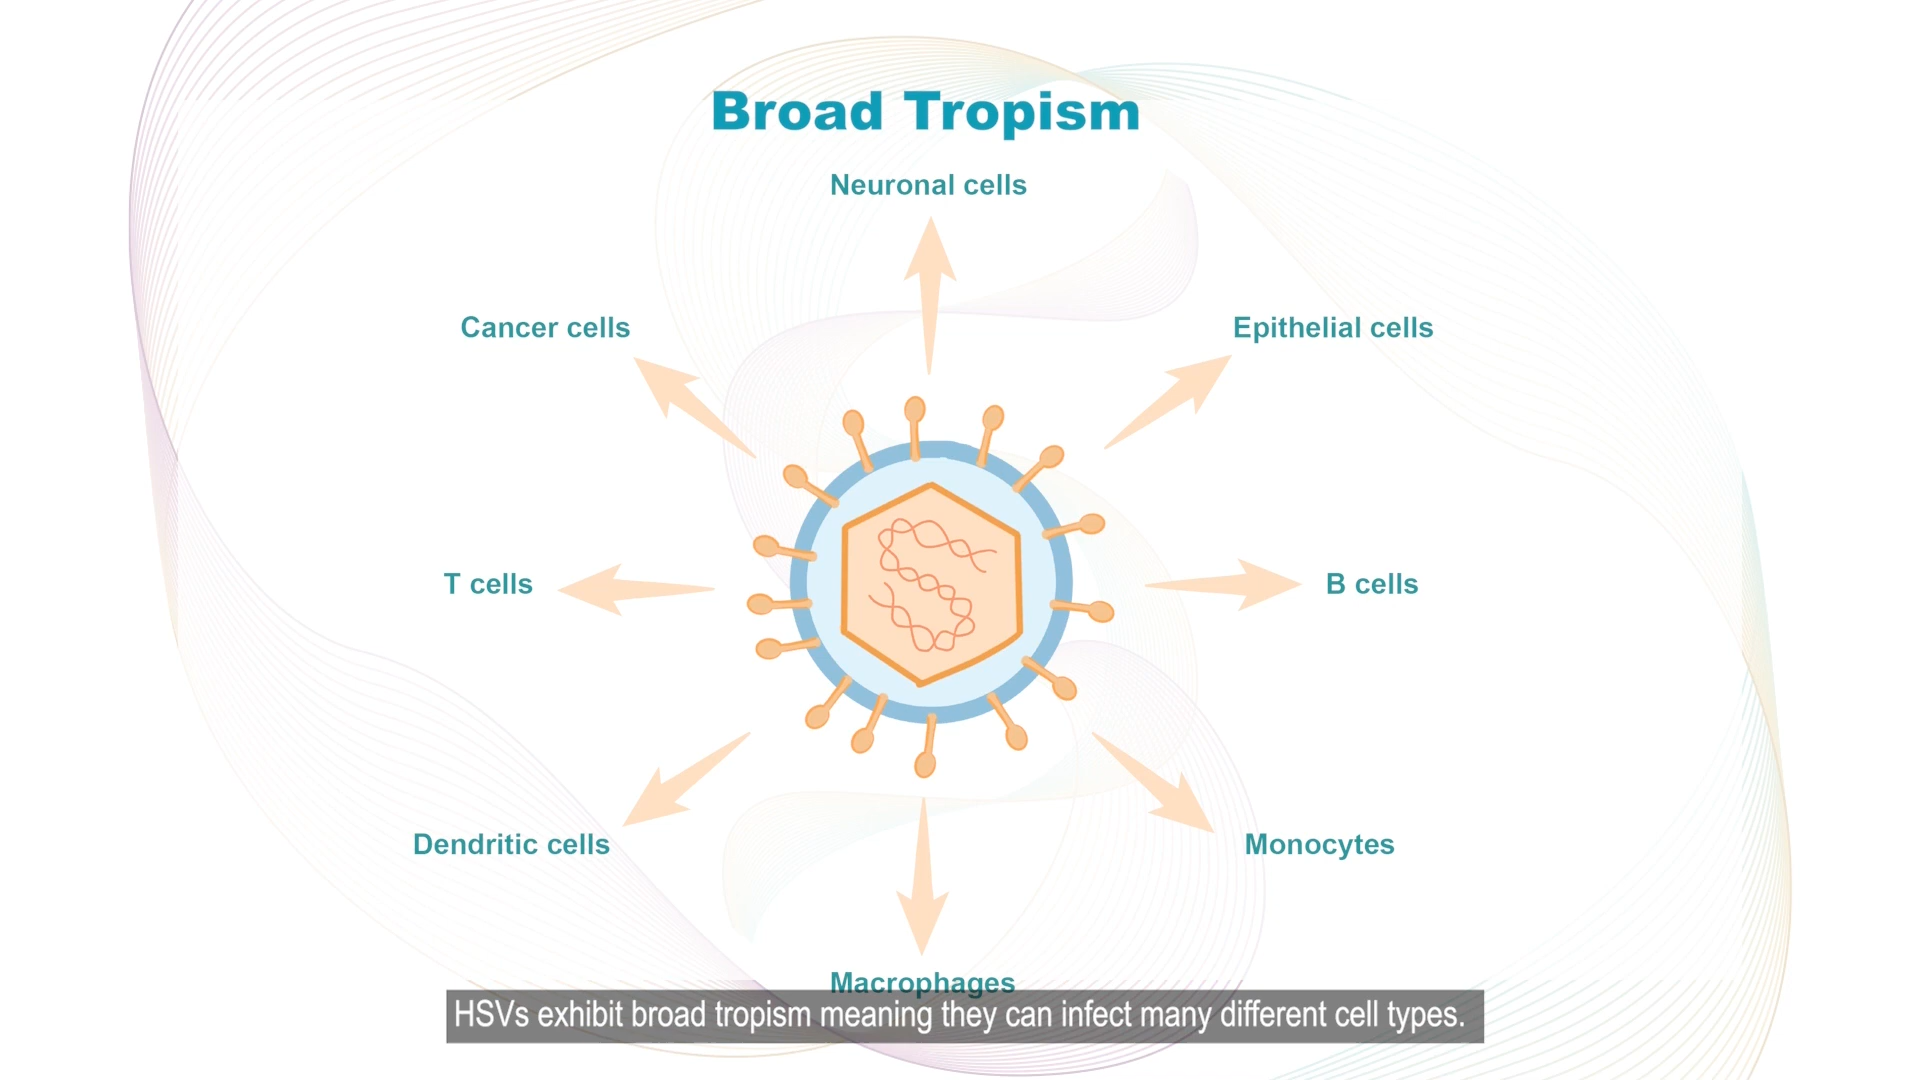 Broad Tropism
Neuronal cells
Cancer cells
Epithelial cells
T cells
B cells
Dendritic cells
Monocytes
Macrophages
HSVs exhibit broad tropism meaning they can infect many different cell types.